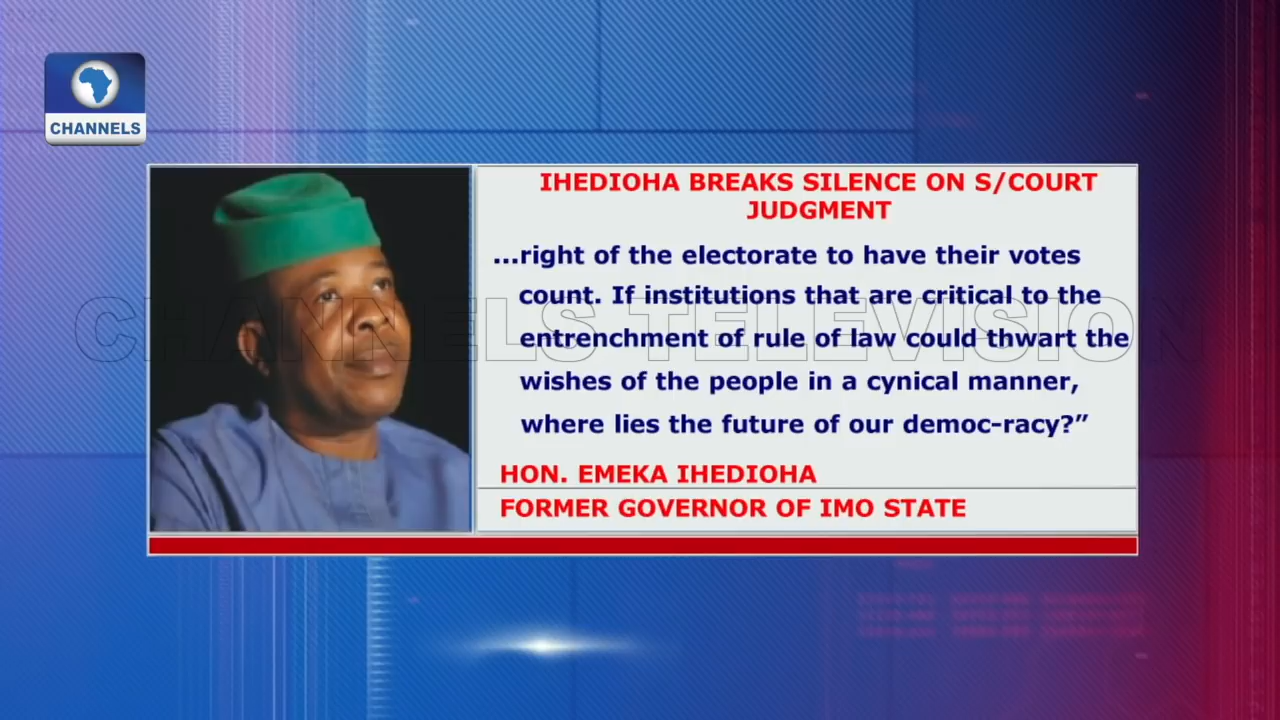 CHANNELS
IHEDIOHA BREAKS SILENCE ON S/COURT
JUDGMENT
...right of the electorate to have their votes
count. If institutions that are critical to the
entrenchment of rule of law could thwart the
wishes of the people in a cynical manner,
where lies the future of our democ-racy?”
CHANNELS TELEVISION
HON. EMEKA IHEDIOHA
FORMER GOVERNOR OF IMO STATE